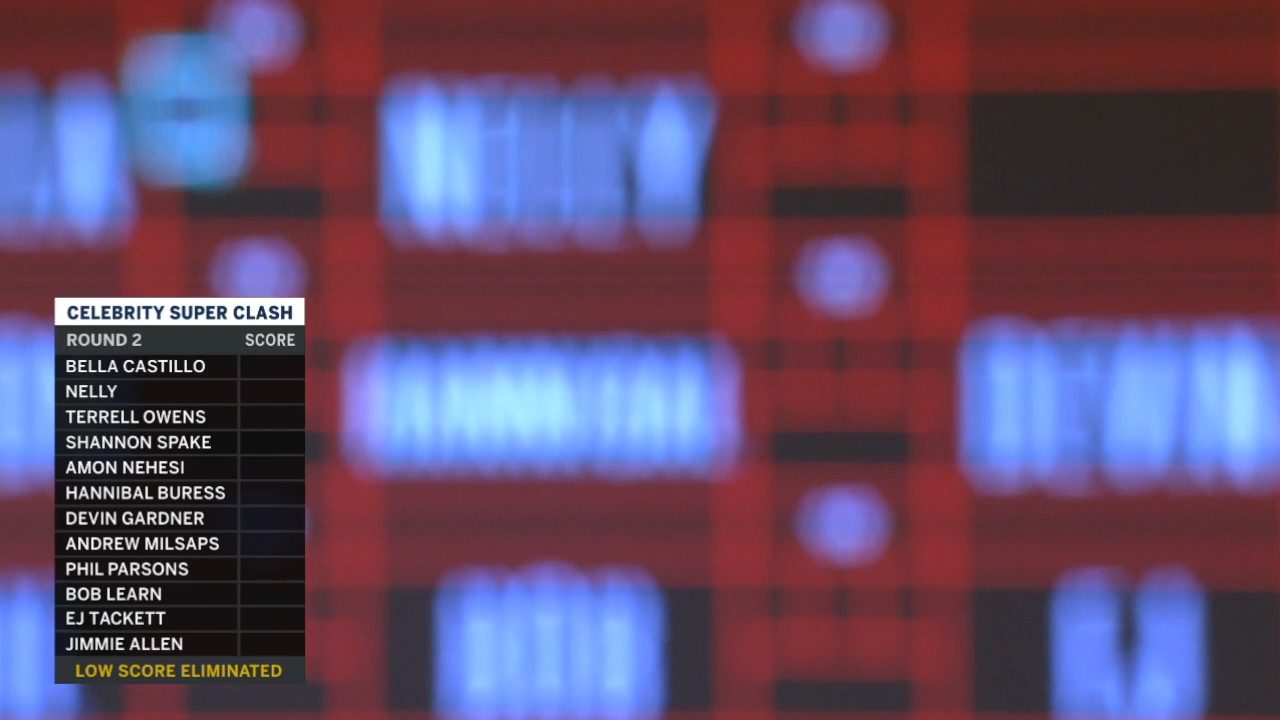 NELLY
CELEBRITY SUPER CLASH
ROUND 2 SCORE
BELLA CASTILLO
NELLY
TERRELL OWENS
SHANNON SPAKE
AMON NEHESI
HANNIBAL BURESS
DEVIN GARDNER
ANDREW MILSAPS
PHIL PARSONS
BOB LEARN
EJ TACKETT
JIMMIE ALLEN
LOW SCORE ELIMINATED